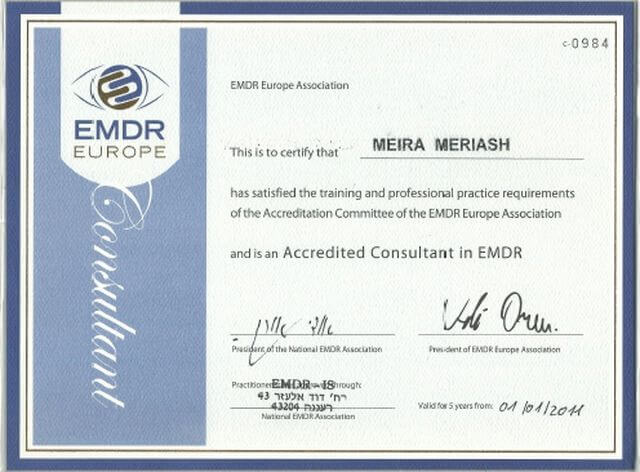 c-0984
EMDR
EUROPE
Consultant
EMDR Europe Association
This is to certify that MEIRA MERIASH
has satisfied the training and professional practice requirements
of the Accreditation Committee of the EMDR Europe Association
and is an Accredited Consultant in EMDR
President of the National EMDR Association
President of EMDR Europe Association
Practitioner through:
EMDR - IS
רח' דוד אלעזר 43
רעננה 43204
National EMDR Association
Valid for 5 years from: 01/01/2011